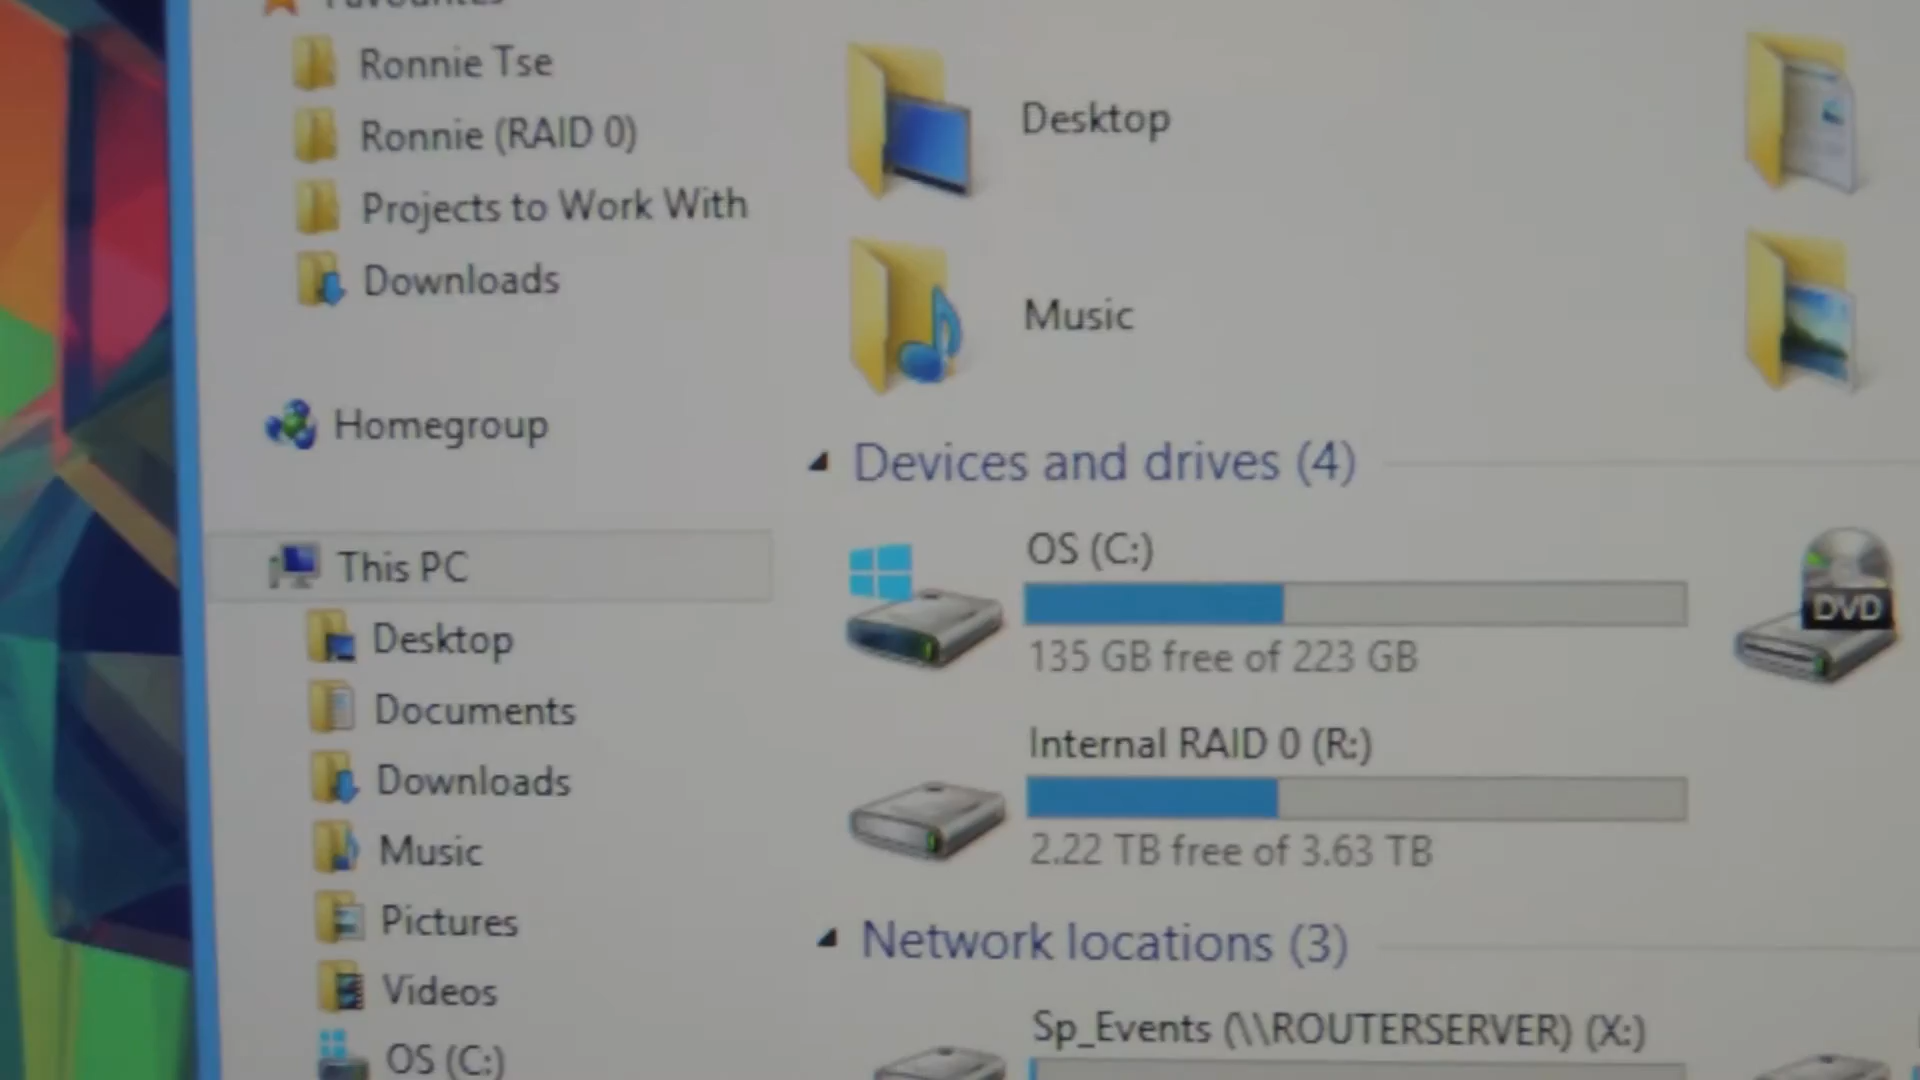 Favourites
Ronnie Tse
Ronnie (RAID 0)
Projects to Work With
Downloads
Homegroup
This PC
Desktop
Documents
Downloads
Music
Pictures
Videos
OS (C:)
Desktop
Music
Devices and drives (4)
OS (C:)
135 GB free of 223 GB
DVD
Internal RAID 0 (R:)
2.22 TB free of 3.63 TB
Network locations (3)
Sp_Events (\\ROUTERSERVER) (X:)